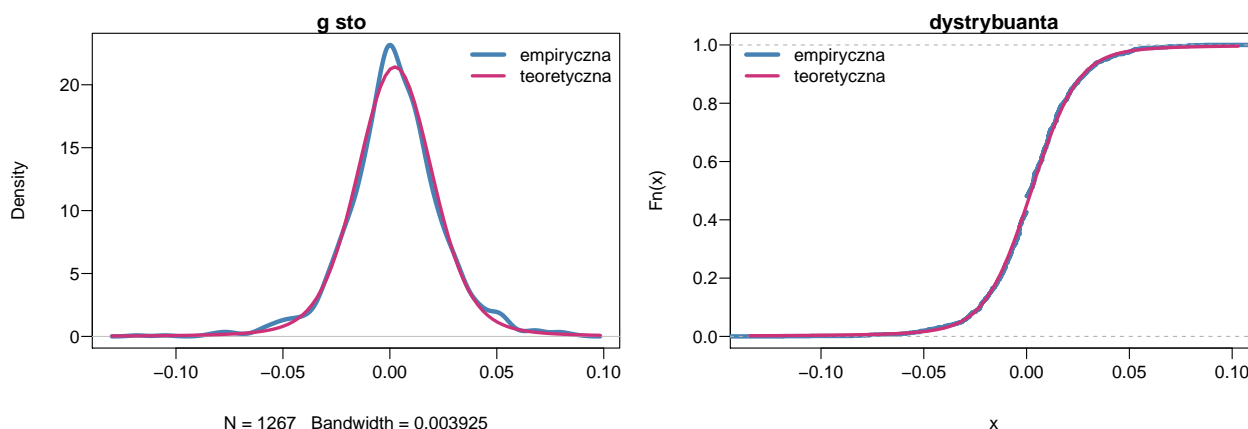 g sto
empiryczna
teoretyczna
Density
20
15
10
5
0
−0.10 −0.05 0.00 0.05 0.10
N = 1267 Bandwidth = 0.003925
dystrybuanta
empiryczna
teoretyczna
Fn(x)
1.0
0.8
0.6
0.4
0.2
0.0
−0.10 −0.05 0.00 0.05 0.10
x